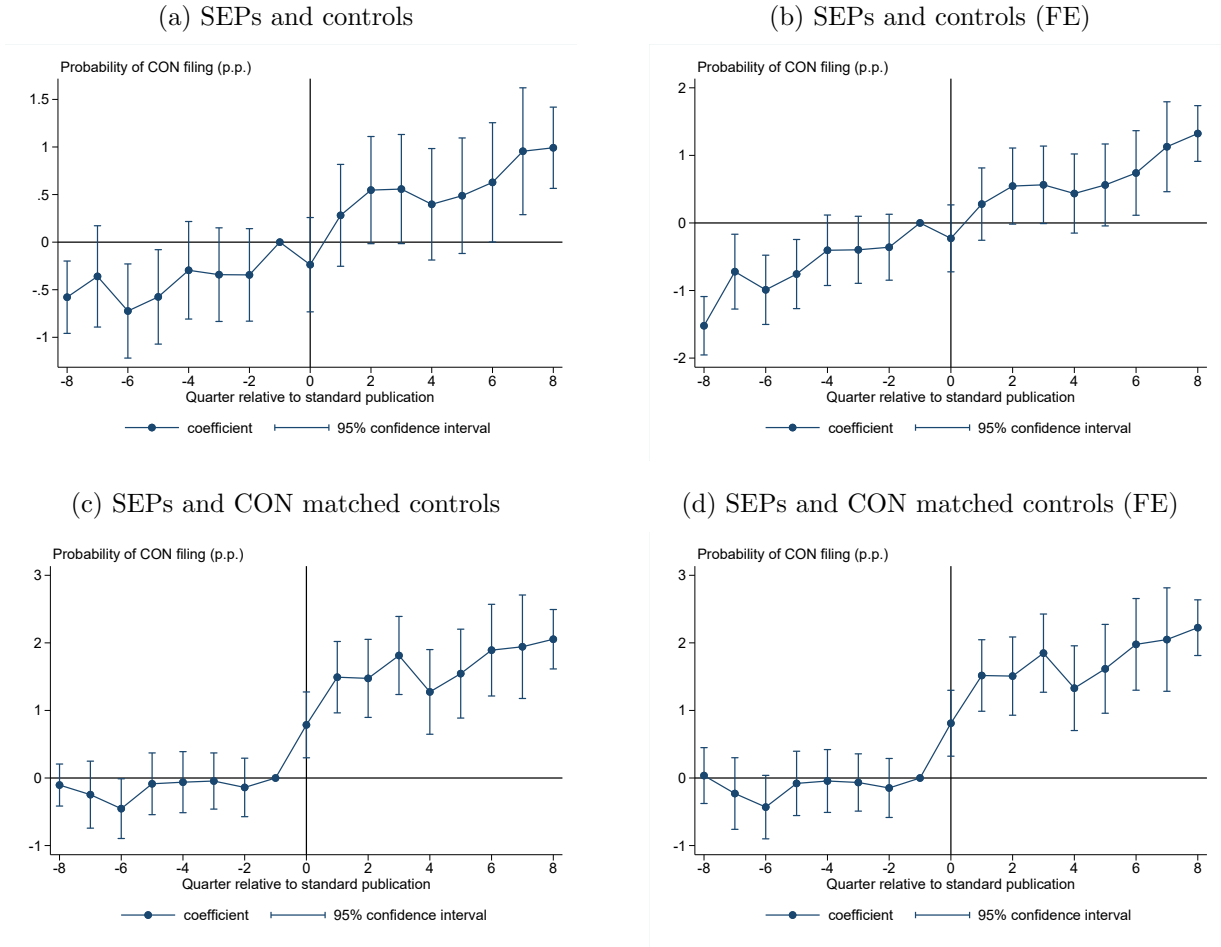 (a) SEPs and controls
Probability of CON filing (p.p.)
1.5
1
.5
0
-.5
-1
-8 -6 -4 -2 0 2 4 6 8
Quarter relative to standard publication
coefficient 95% confidence interval
(b) SEPs and controls (FE)
Probability of CON filing (p.p.)
2
1
0
-1
-2
-8 -6 -4 -2 0 2 4 6 8
Quarter relative to standard publication
coefficient 95% confidence interval
(c) SEPs and CON matched controls
Probability of CON filing (p.p.)
3
2
1
0
-1
-8 -6 -4 -2 0 2 4 6 8
Quarter relative to standard publication
coefficient 95% confidence interval
(d) SEPs and CON matched controls (FE)
Probability of CON filing (p.p.)
3
2
1
0
-1
-8 -6 -4 -2 0 2 4 6 8
Quarter relative to standard publication
coefficient 95% confidence interval